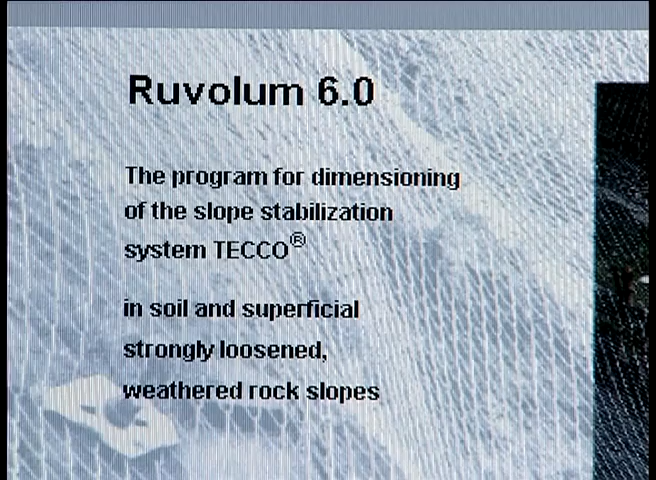 Ruvolum 6.0
The program for dimensioning
of the slope stabilization
system TECCO®
in soil and superficial
strongly loosened,
weathered rock slopes